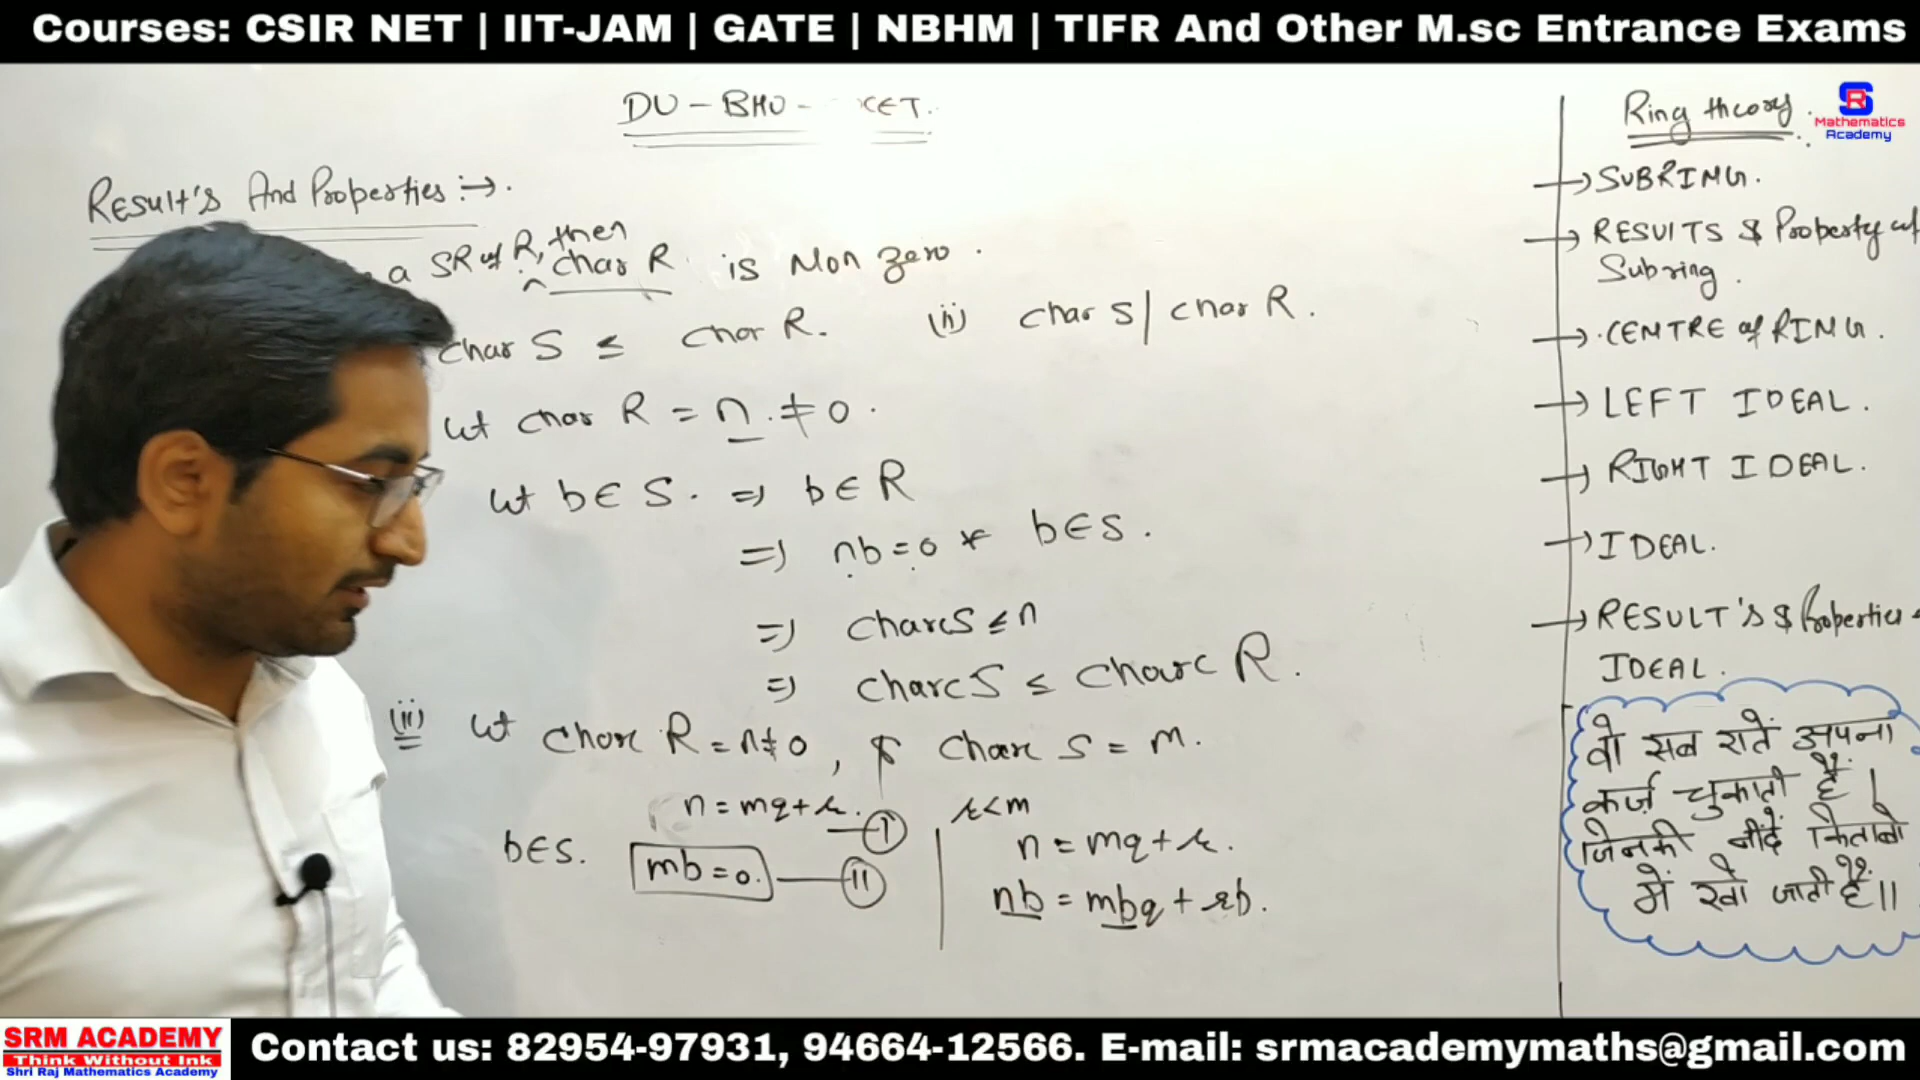 Courses: CSIR NET | IIT-JAM | GATE | NBHM | TIFR And Other M.sc Entrance Exams
DU - BHU - CET.
RESult's And Properties :→.
a SR of R, then char R is Non zero.
char S ≤ char R. (ii) char S | char R.
let char R = n ≠ 0.
let b ∈ S. ⇒ b ∈ R
⇒ nb = 0 ∀ b ∈ S.
⇒ char S ≤ n
⇒ char S ≤ char R.
(ii) let char R = n ≠ 0, & char S = m.
n = mq + r. — I
r < m
b ∈ S. mb = 0. — II
n = mq + r.
nb = mbq + rb.
Ring theory.
→ SUBRING.
→ RESULTS & Property of
Subring.
→ CENTRE of RING.
→ LEFT IDEAL.
→ RIGHT IDEAL.
→ IDEAL.
→ RESULT'S & Properties
IDEAL.
वो सब रातें अपना
कर्ज़ चुकाती हैं।
जिनकी नींदें किताबो
में खो जाती हैं॥
SR
Mathematics
Academy
SRM ACADEMY
Think Without Ink
Shri Raj Mathematics Academy
Contact us: 82954-97931, 94664-12566. E-mail: srmacademymaths@gmail.com